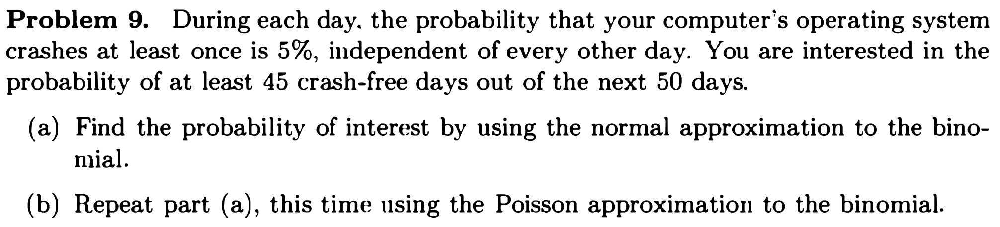 Problem 9. During each day. the probability that your computer's operating system
crashes at least once is 5%, independent of every other day. You are interested in the
probability of at least 45 crash-free days out of the next 50 days.
(a) Find the probability of interest by using the normal approximation to the bino-
mial.
(b) Repeat part (a), this time using the Poisson approximation to the binomial.